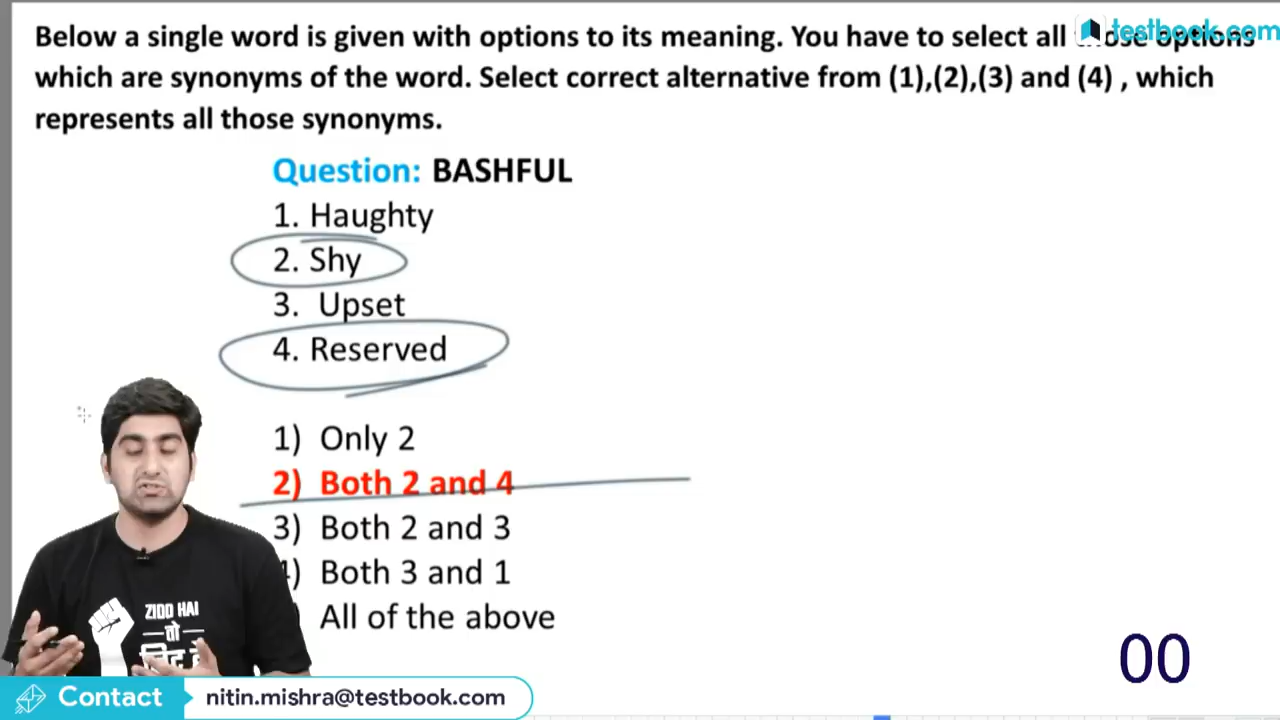 Below a single word is given with options to its meaning. You have to select all those options
which are synonyms of the word. Select correct alternative from (1),(2),(3) and (4) , which
represents all those synonyms.
testbook.com
Question: BASHFUL
1. Haughty
2. Shy
3. Upset
4. Reserved
1) Only 2
2) Both 2 and 4
3) Both 2 and 3
4) Both 3 and 1
All of the above
ZIDD HAI
तो
00
Contact
nitin.mishra@testbook.com